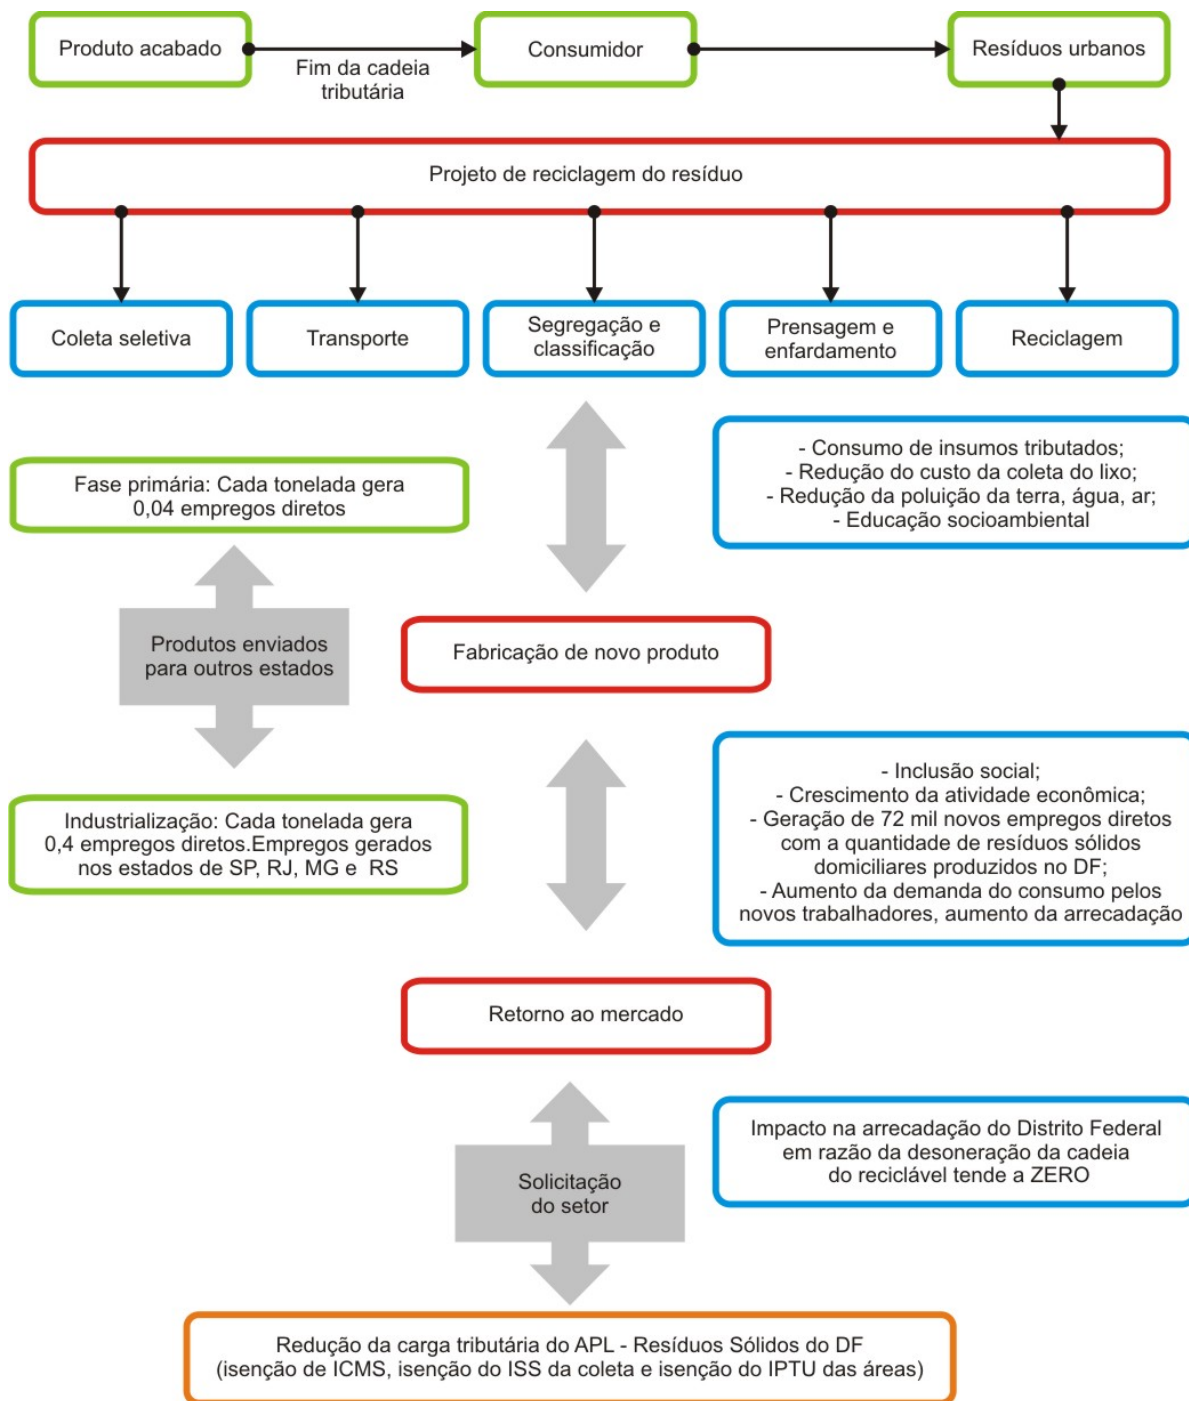 Produto acabado
Consumidor
Resíduos urbanos
Fim da cadeia
tributária
Projeto de reciclagem do resíduo
Coleta seletiva
Transporte
Segregação e
classificação
Prensagem e
enfardamento
Reciclagem
- Consumo de insumos tributados;
- Redução do custo da coleta do lixo;
- Redução da poluição da terra, água, ar;
- Educação socioambiental
Fase primária: Cada tonelada gera
0,04 empregos diretos
Produtos enviados
para outros estados
Fabricação de novo produto
Industrialização: Cada tonelada gera
0,4 empregos diretos.Empregos gerados
nos estados de SP, RJ, MG e RS
- Inclusão social;
- Crescimento da atividade econômica;
- Geração de 72 mil novos empregos diretos
com a quantidade de resíduos sólidos
domiciliares produzidos no DF;
- Aumento da demanda do consumo pelos
novos trabalhadores, aumento da arrecadação
Retorno ao mercado
Impacto na arrecadação do Distrito Federal
em razão da desoneração da cadeia
do reciclável tende a ZERO
Solicitação
do setor
Redução da carga tributária do APL - Resíduos Sólidos do DF
(isenção de ICMS, isenção do ISS da coleta e isenção do IPTU das áreas)